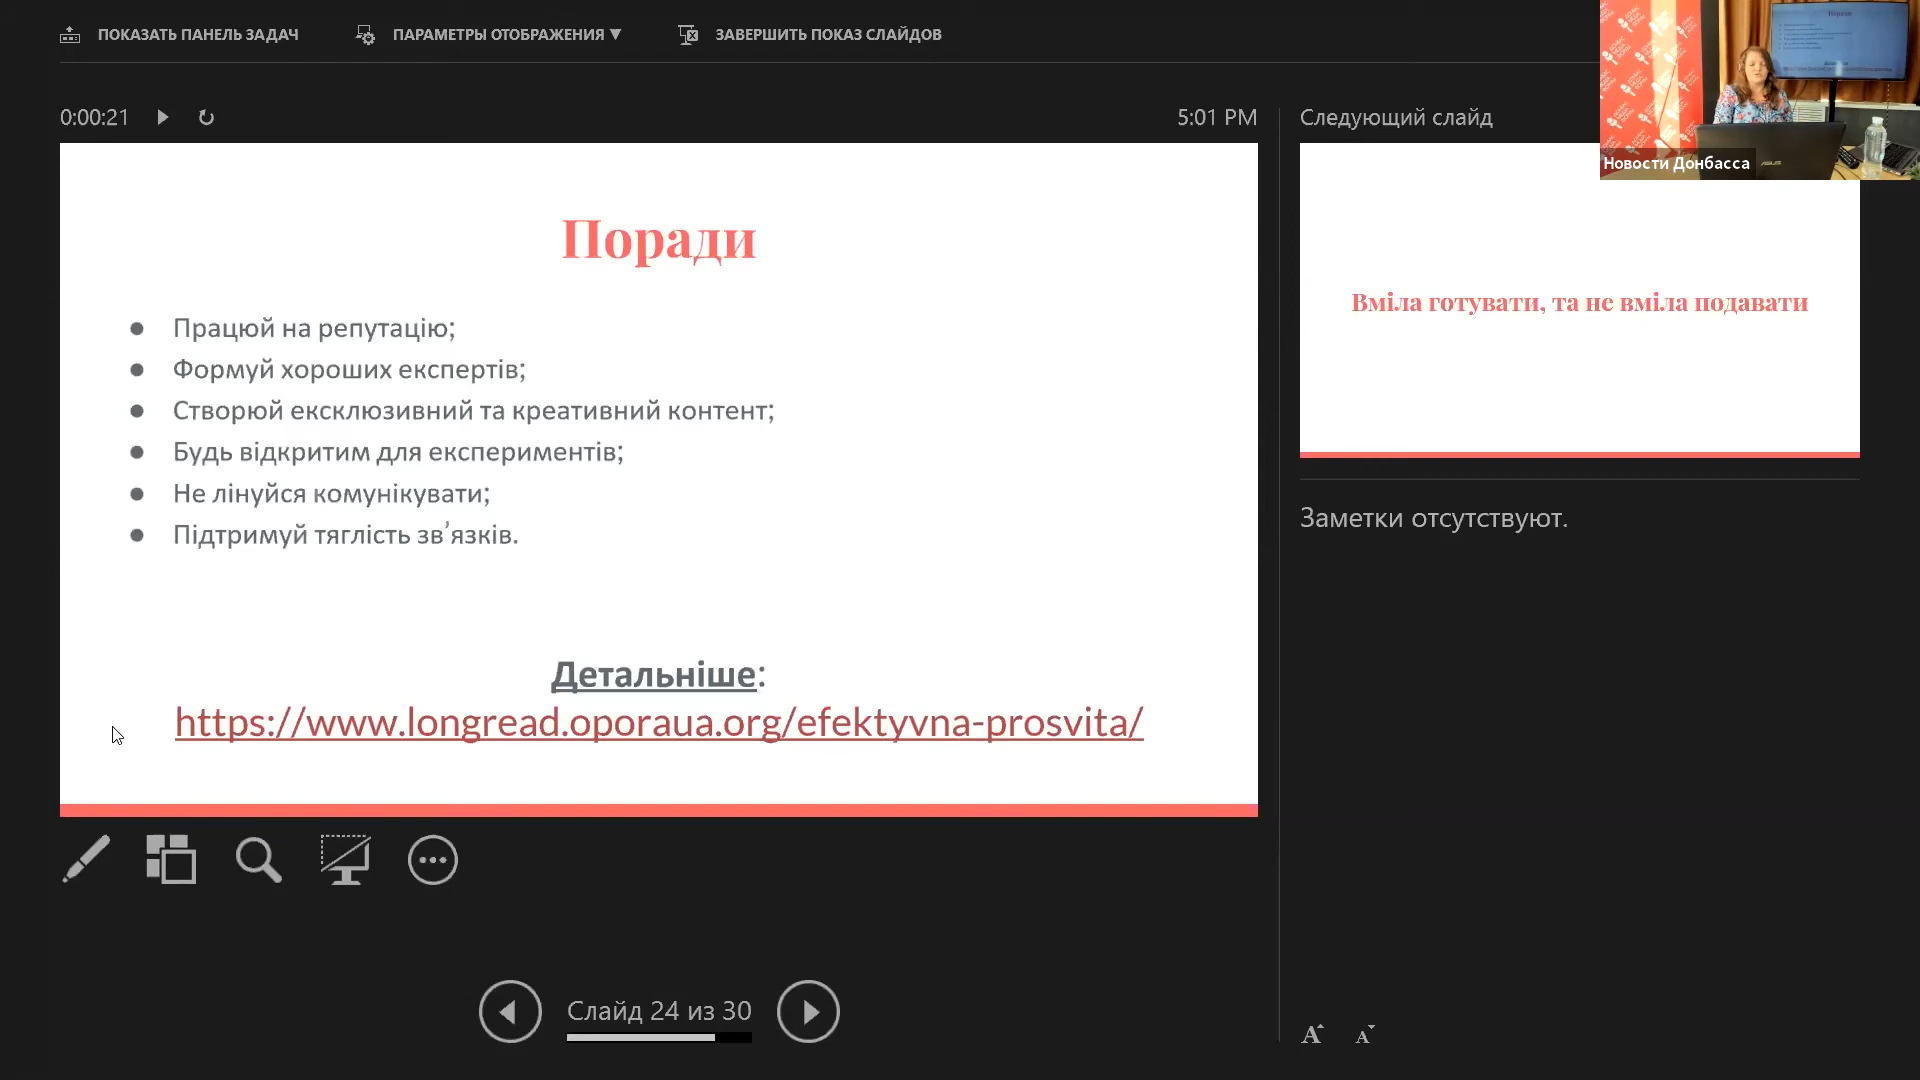 ПОКАЗАТЬ ПАНЕЛЬ ЗАДАЧ
ПАРАМЕТРЫ ОТОБРАЖЕНИЯ ▼
ЗАВЕРШИТЬ ПОКАЗ СЛАЙДОВ
0:00:21
5:01 PM
Поради
● Працюй на репутацію;
● Формуй хороших експертів;
● Створюй ексклюзивний та креативний контент;
● Будь відкритим для експериментів;
● Не лінуйся комунікувати;
● Підтримуй тяглість зв’язків.
Детальніше:
https://www.longread.oporaua.org/efektyvna-prosvita/
Слайд 24 из 30
Следующий слайд
Вміла готувати, та не вміла подавати
Заметки отсутствуют.
A A
Поради
ASUS
Новости Донбасса